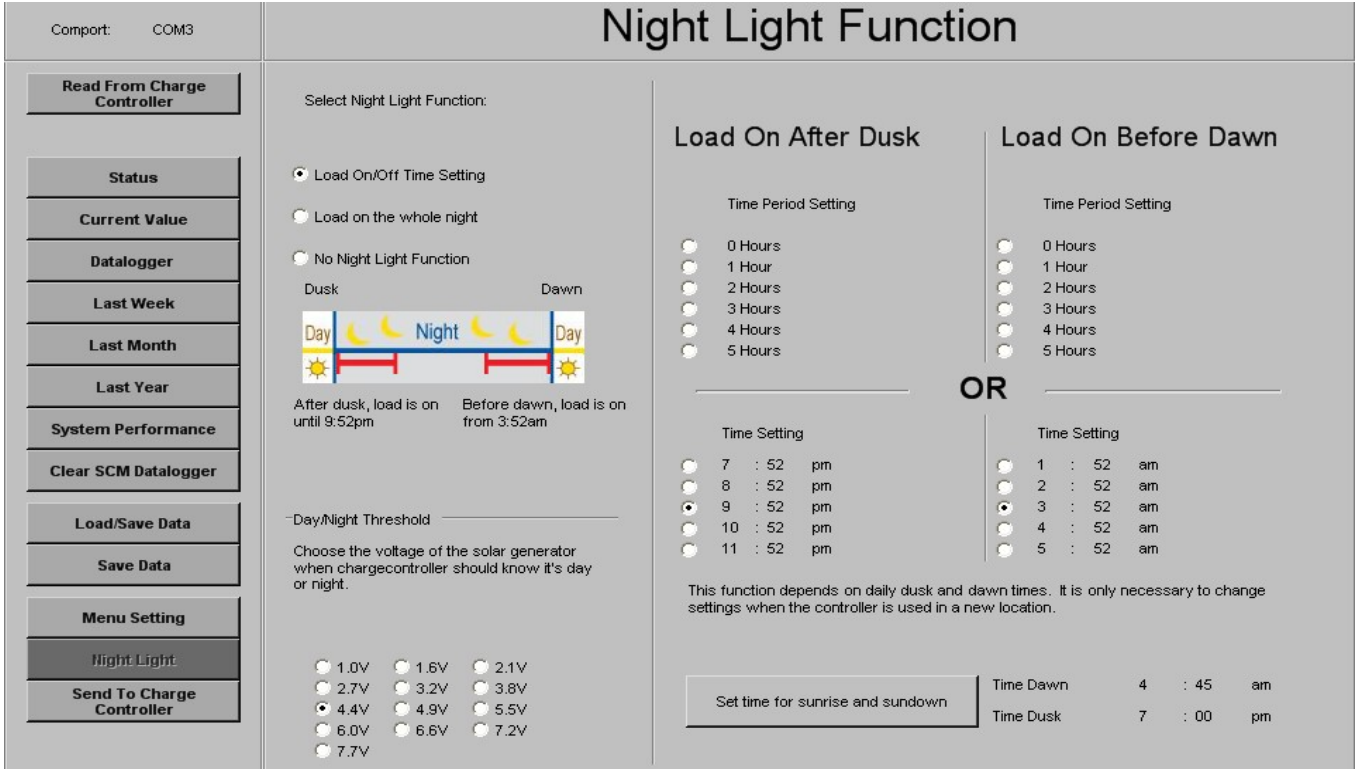 Comport: COM3
Night Light Function
Read From Charge
Controller
Status
Current Value
Datalogger
Last Week
Last Month
Last Year
System Performance
Clear SCM Datalogger
Load/Save Data
Save Data
Menu Setting
Night Light
Send To Charge
Controller
Select Night Light Function:
Load On/Off Time Setting
Load on the whole night
No Night Light Function
Dusk Dawn
Day Night Day
After dusk, load is on
until 9:52pm
Before dawn, load is on
from 3:52am
Day/Night Threshold
Choose the voltage of the solar generator
when chargecontroller should know it's day
or night.
1.0V 1.6V 2.1V
2.7V 3.2V 3.8V
4.4V 4.9V 5.5V
6.0V 6.6V 7.2V
7.7V
Load On After Dusk
Time Period Setting
0 Hours
1 Hour
2 Hours
3 Hours
4 Hours
5 Hours
Load On Before Dawn
Time Period Setting
0 Hours
1 Hour
2 Hours
3 Hours
4 Hours
5 Hours
OR
Time Setting
7 : 52 pm
8 : 52 pm
9 : 52 pm
10 : 52 pm
11 : 52 pm
Time Setting
1 : 52 am
2 : 52 am
3 : 52 am
4 : 52 am
5 : 52 am
This function depends on daily dusk and dawn times. It is only necessary to change
settings when the controller is used in a new location.
Set time for sunrise and sundown
Time Dawn 4 : 45 am
Time Dusk 7 : 00 pm